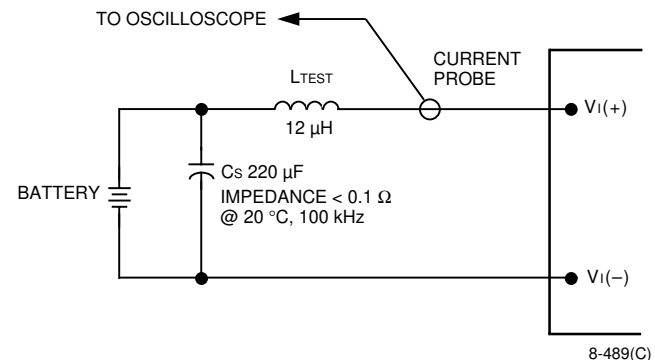 TO OSCILLOSCOPE
CURRENT
PROBE
LTEST
12 µH
VI(+)
CS 220 µF
IMPEDANCE < 0.1 Ω
@ 20 °C, 100 kHz
BATTERY
VI(–)
8-489(C)